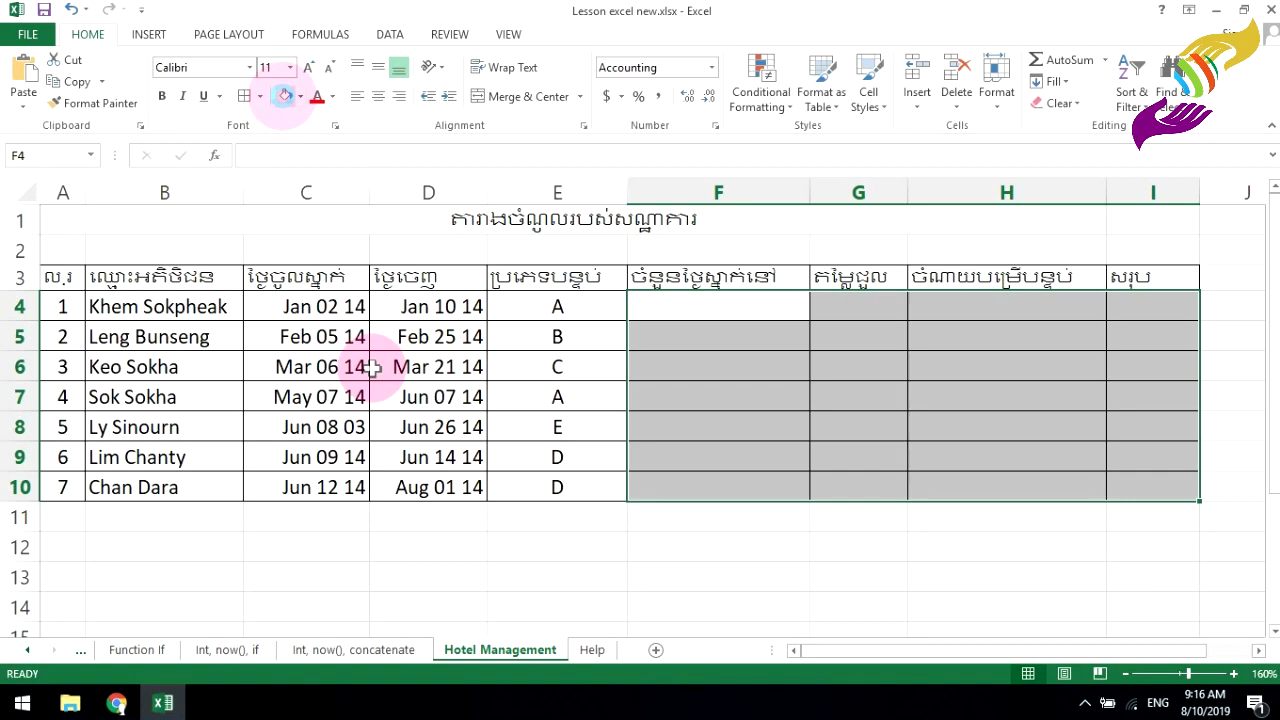 Lesson excel new.xlsx - Excel
FILE HOME INSERT PAGE LAYOUT FORMULAS DATA REVIEW VIEW
Paste Cut Copy Format Painter
Calibri 11
B I U
Wrap Text
Merge & Center
Accounting
$ % ,
Conditional Formatting Format as Table Cell Styles
Insert Delete Format
AutoSum Fill Clear
Sort & Filter Find &
Clipboard Font Alignment Number Styles Cells Editing
F4 fx
A B C D E F G H I J
1 តារាងចំណូលរបស់សណ្ឋាគារ
2
3 ល.រ ឈ្មោះអតិថិជន ថ្ងៃចូលស្នាក់ ថ្ងៃចេញ ប្រភេទបន្ទប់ ចំនួនថ្ងៃស្នាក់នៅ តម្លៃជួល ចំណាយបម្រើបន្ទប់ សរុប
4 1 Khem Sokpheak Jan 02 14 Jan 10 14 A
5 2 Leng Bunseng Feb 05 14 Feb 25 14 B
6 3 Keo Sokha Mar 06 14 Mar 21 14 C
7 4 Sok Sokha May 07 14 Jun 07 14 A
8 5 Ly Sinourn Jun 08 03 Jun 26 14 E
9 6 Lim Chanty Jun 09 14 Jun 14 14 D
10 7 Chan Dara Jun 12 14 Aug 01 14 D
11
12
13
14
15
... Function If Int, now(), if Int, now(), concatenate Hotel Management Help
READY 160%
ENG 9:16 AM
8/10/2019